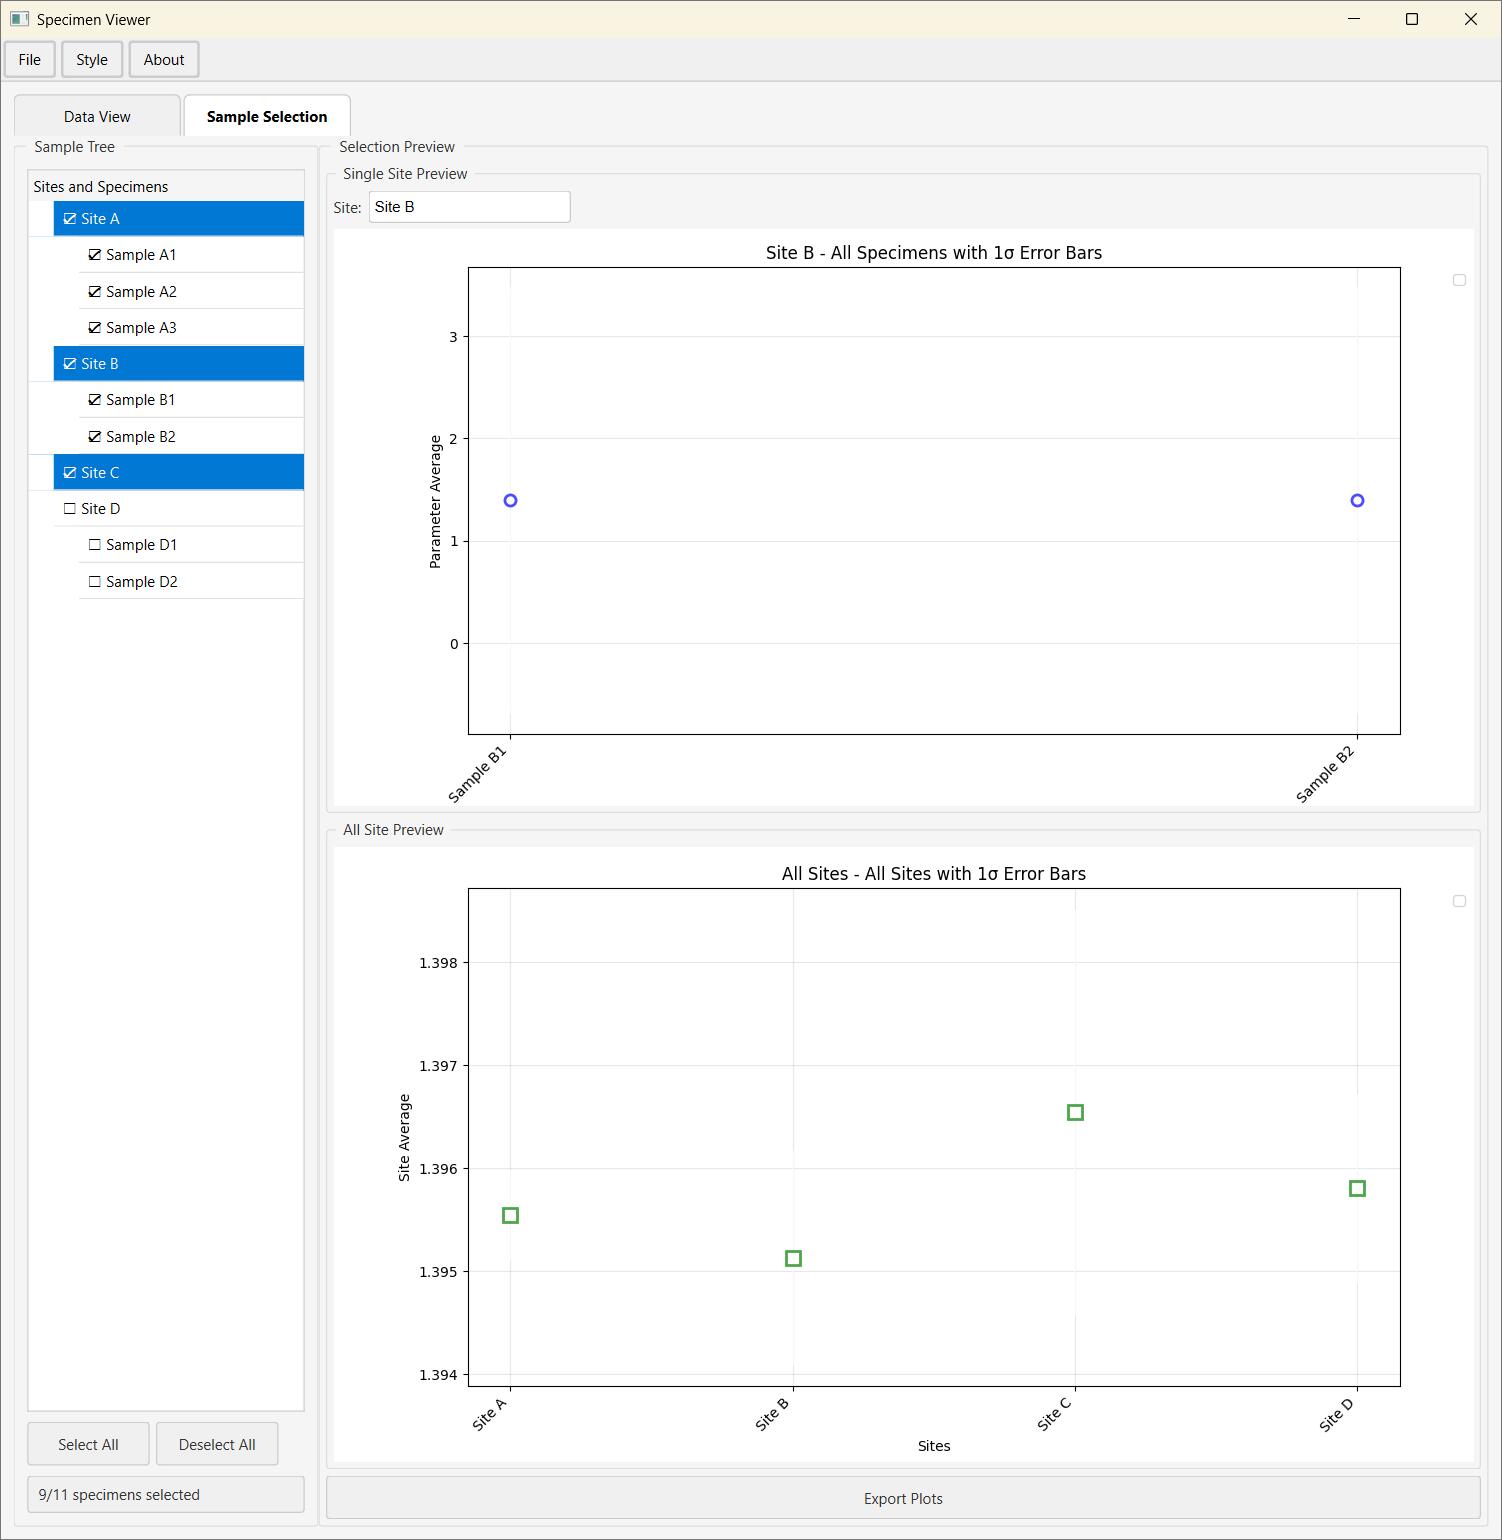 Specimen Viewer
File Style About
Data View Sample Selection
Sample Tree
Sites and Specimens
Site A
Sample A1
Sample A2
Sample A3
Site B
Sample B1
Sample B2
Site C
Site D
Sample D1
Sample D2
Select All Deselect All
9/11 specimens selected
Selection Preview
Single Site Preview
Site: Site B
Site B - All Specimens with 1σ Error Bars
3
2
1
0
Parameter Average
Sample B1 Sample B2
All Site Preview
All Sites - All Sites with 1σ Error Bars
1.398
1.397
1.396
1.395
1.394
Site Average
Site A Site B Site C Site D
Sites
Export Plots